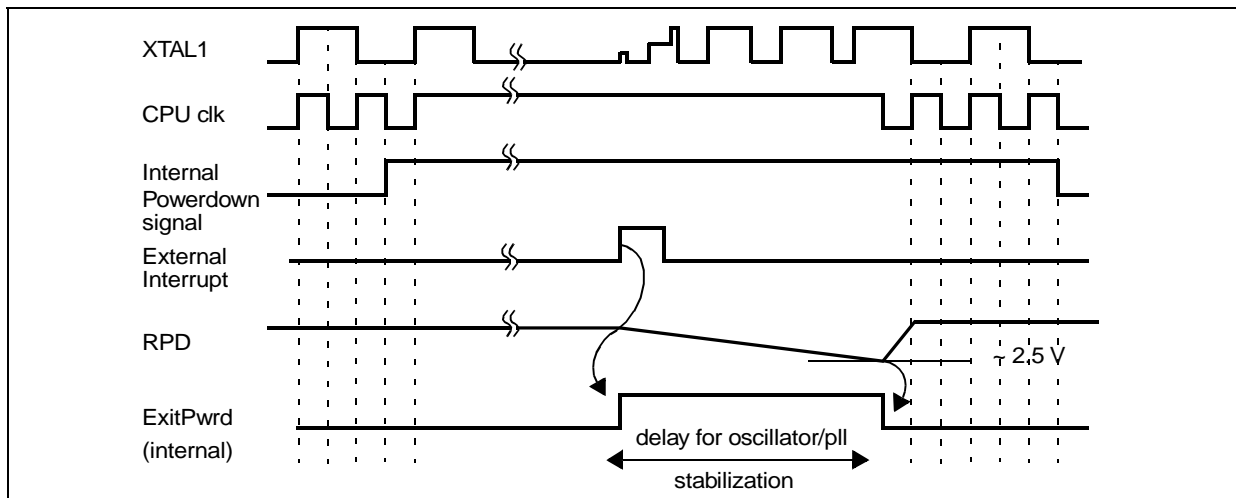 XTAL1
CPU clk
Internal
Powerdown
signal
External
Interrupt
RPD
~ 2.5 V
ExitPwrd
(internal)
delay for oscillator/pll
stabilization